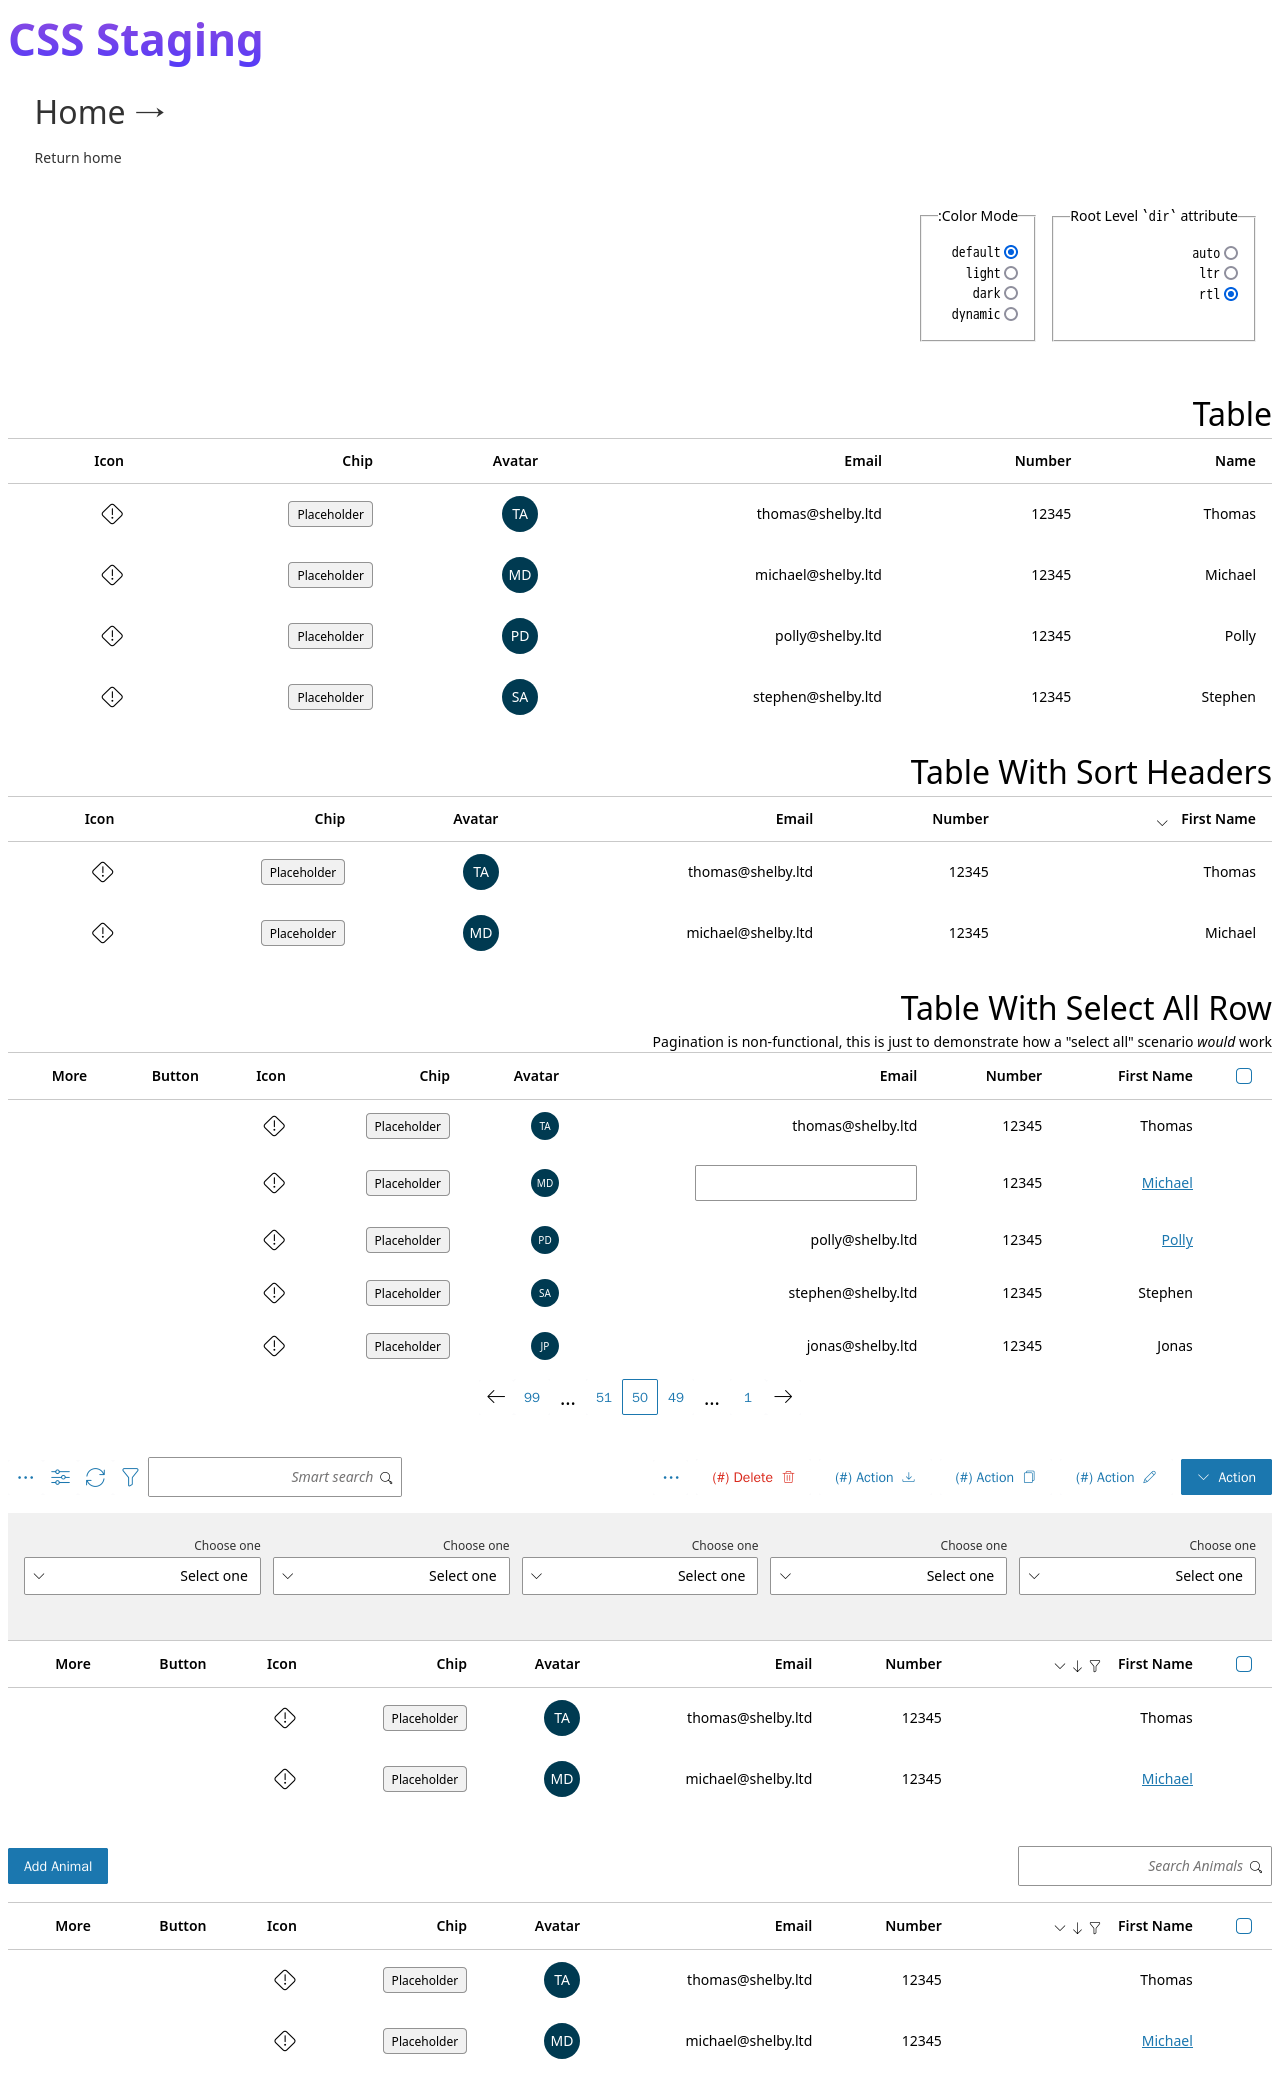 CSS Staging
Home →
Return home
Root Level `dir` attribute
auto
ltr
rtl
:Color Mode
default
light
dark
dynamic
Table
Name Number Email Avatar Chip Icon
Thomas 12345 thomas@shelby.ltd TA Placeholder
Michael 12345 michael@shelby.ltd MD Placeholder
Polly 12345 polly@shelby.ltd PD Placeholder
Stephen 12345 stephen@shelby.ltd SA Placeholder
Table With Sort Headers
First Name Number Email Avatar Chip Icon
Thomas 12345 thomas@shelby.ltd TA Placeholder
Michael 12345 michael@shelby.ltd MD Placeholder
Table With Select All Row
Pagination is non-functional, this is just to demonstrate how a "select all" scenario would work
First Name Number Email Avatar Chip Icon Button More
Thomas 12345 thomas@shelby.ltd TA Placeholder
Michael 12345 MD Placeholder
Polly 12345 polly@shelby.ltd PD Placeholder
Stephen 12345 stephen@shelby.ltd SA Placeholder
Jonas 12345 jonas@shelby.ltd JP Placeholder
→ 1 ... 49 50 51 ... 99 ←
Action (#) Action (#) Action (#) Action (#) Delete ... Smart search ...
Choose one Choose one Choose one Choose one Choose one
Select one Select one Select one Select one Select one
First Name Number Email Avatar Chip Icon Button More
Thomas 12345 thomas@shelby.ltd TA Placeholder
Michael 12345 michael@shelby.ltd MD Placeholder
Search Animals Add Animal
First Name Number Email Avatar Chip Icon Button More
Thomas 12345 thomas@shelby.ltd TA Placeholder
Michael 12345 michael@shelby.ltd MD Placeholder